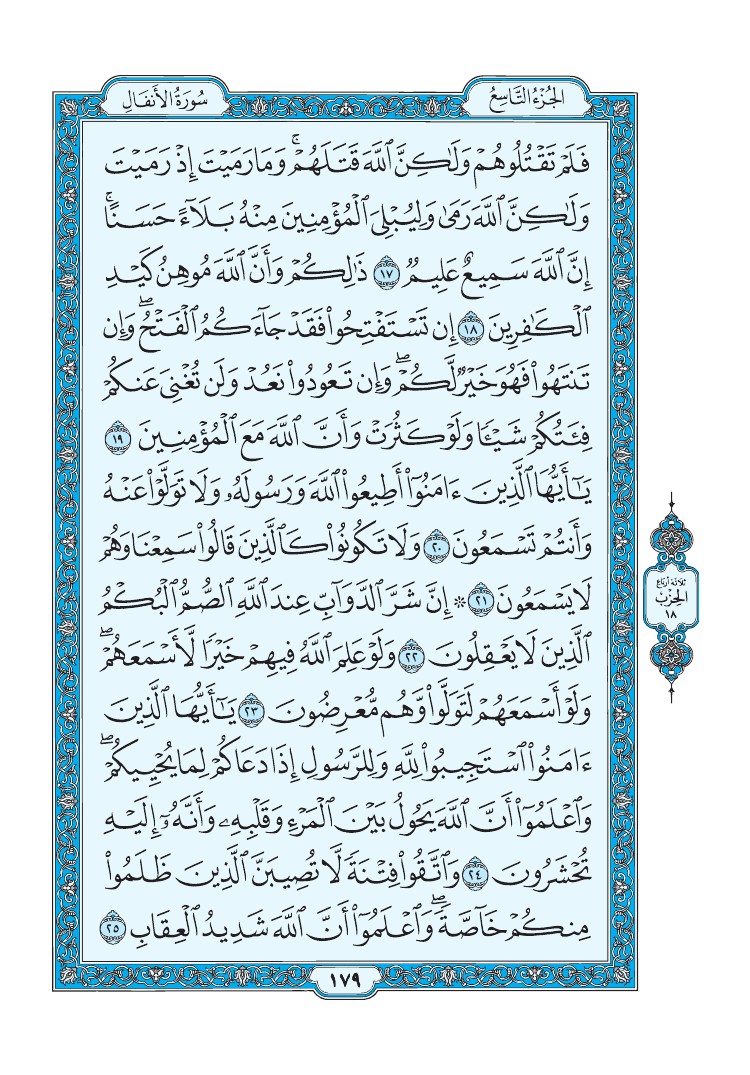 سُورَةُ الأَنفَالِ
الجُزْءُ التَّاسِعُ
فَلَمْ تَقْتُلُوهُمْ وَلَٰكِنَّ ٱللَّهَ قَتَلَهُمْۚ وَمَا رَمَيْتَ إِذْ رَمَيْتَ
وَلَٰكِنَّ ٱللَّهَ رَمَىٰ وَلِيُبْلِىَ ٱلْمُؤْمِنِينَ مِنْهُ بَلَآءً حَسَنًاۚ
إِنَّ ٱللَّهَ سَمِيعٌ عَلِيمٌ ١٧ ذَٰلِكُمْ وَأَنَّ ٱللَّهَ مُوهِنُ كَيْدِ
ٱلْكَٰفِرِينَ ١٨ إِن تَسْتَفْتِحُوا۟ فَقَدْ جَآءَكُمُ ٱلْفَتْحُۖ وَإِن
تَنتَهُوا۟ فَهُوَ خَيْرٌ لَّكُمْۖ وَإِن تَعُودُوا۟ نَعُدْ وَلَن تُغْنِىَ عَنكُمْ
فِئَتُكُمْ شَيْـًٔا وَلَوْ كَثُرَتْ وَأَنَّ ٱللَّهَ مَعَ ٱلْمُؤْمِنِينَ ١٩
يَٰٓأَيُّهَا ٱلَّذِينَ ءَامَنُوٓا۟ أَطِيعُوا۟ ٱللَّهَ وَرَسُولَهُۥ وَلَا تَوَلَّوْا۟ عَنْهُ
وَأَنتُمْ تَسْمَعُونَ ٢٠ وَلَا تَكُونُوا۟ كَٱلَّذِينَ قَالُوا۟ سَمِعْنَا وَهُمْ
لَا يَسْمَعُونَ ٢١ ۞ إِنَّ شَرَّ ٱلدَّوَآبِّ عِندَ ٱللَّهِ ٱلصُّمُّ ٱلْبُكْمُ
ٱلَّذِينَ لَا يَعْقِلُونَ ٢٢ وَلَوْ عَلِمَ ٱللَّهُ فِيهِمْ خَيْرًا لَّأَسْمَعَهُمْۖ
وَلَوْ أَسْمَعَهُمْ لَتَوَلَّوا۟ وَّهُم مُّعْرِضُونَ ٢٣ يَٰٓأَيُّهَا ٱلَّذِينَ
ءَامَنُوا۟ ٱسْتَجِيبُوا۟ لِلَّهِ وَلِلرَّسُولِ إِذَا دَعَاكُمْ لِمَا يُحْيِيكُمْۖ
وَٱعْلَمُوٓا۟ أَنَّ ٱللَّهَ يَحُولُ بَيْنَ ٱلْمَرْءِ وَقَلْبِهِۦ وَأَنَّهُۥٓ إِلَيْهِ
تُحْشَرُونَ ٢٤ وَٱتَّقُوا۟ فِتْنَةً لَّا تُصِيبَنَّ ٱلَّذِينَ ظَلَمُوا۟
مِنكُمْ خَآصَّةًۖ وَٱعْلَمُوٓا۟ أَنَّ ٱللَّهَ شَدِيدُ ٱلْعِقَابِ ٢٥
ثلاثة أرباع
الحزب
١٨
١٧٩